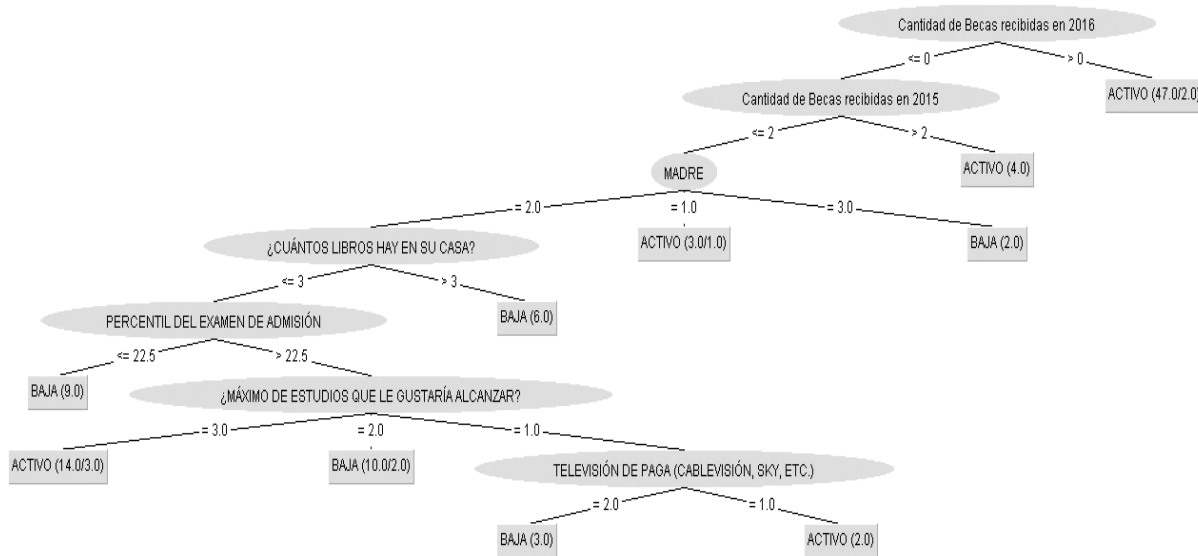 Cantidad de Becas recibidas en 2016
<= 0
> 0
Cantidad de Becas recibidas en 2015
ACTIVO (47.0/2.0)
<= 2
> 2
MADRE
ACTIVO (4.0)
= 2.0
= 1.0
= 3.0
¿CUÁNTOS LIBROS HAY EN SU CASA?
ACTIVO (3.0/1.0)
BAJA (2.0)
<= 3
> 3
PERCENTIL DEL EXAMEN DE ADMISIÓN
BAJA (6.0)
<= 22.5
> 22.5
BAJA (9.0)
¿MÁXIMO DE ESTUDIOS QUE LE GUSTARÍA ALCANZAR?
= 3.0
= 2.0
= 1.0
ACTIVO (14.0/3.0)
BAJA (10.0/2.0)
TELEVISIÓN DE PAGA (CABLEVISIÓN, SKY, ETC.)
= 2.0
= 1.0
BAJA (3.0)
ACTIVO (2.0)